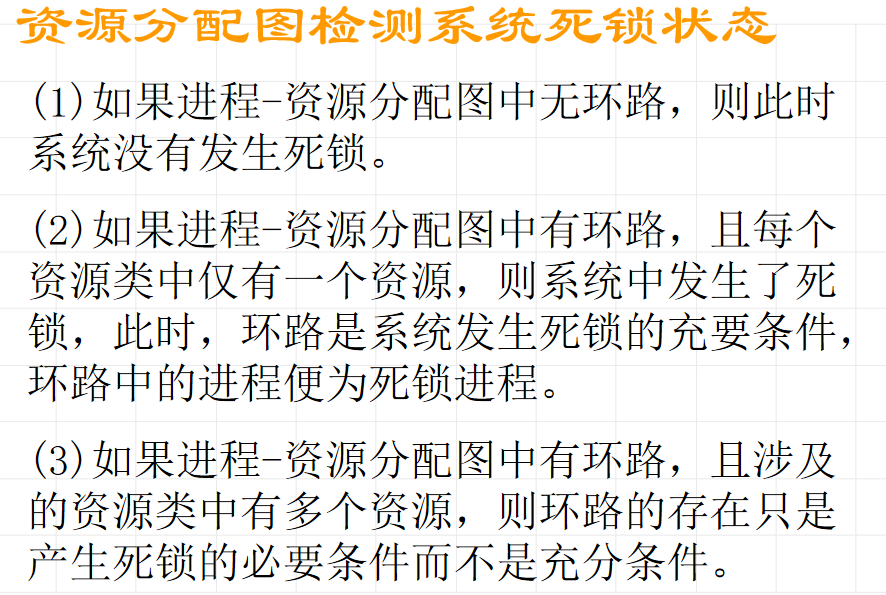 资源分配图检测系统死锁状态
(1)如果进程-资源分配图中无环路，则此时
系统没有发生死锁。
(2)如果进程-资源分配图中有环路，且每个
资源类中仅有一个资源，则系统中发生了死
锁，此时，环路是系统发生死锁的充要条件，
环路中的进程便为死锁进程。
(3)如果进程-资源分配图中有环路，且涉及
的资源类中有多个资源，则环路的存在只是
产生死锁的必要条件而不是充分条件。